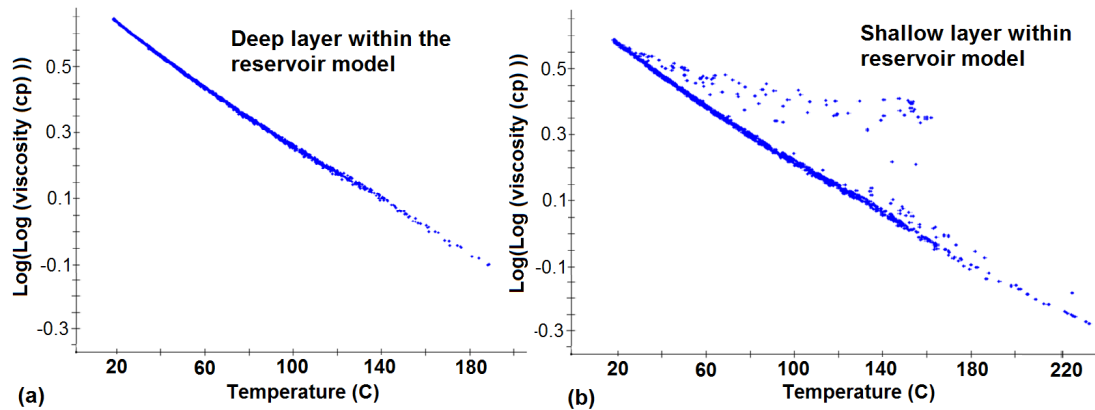 Deep layer within the
reservoir model
Log(Log (viscosity (cp) ))
0.5
0.3
0.1
-0.1
-0.3
20 60 100 140 180
Temperature (C)
(a)
Shallow layer within
reservoir model
Log(Log (viscosity (cp) ))
0.5
0.3
0.1
-0.1
-0.3
20 60 100 140 180 220
Temperature (C)
(b)